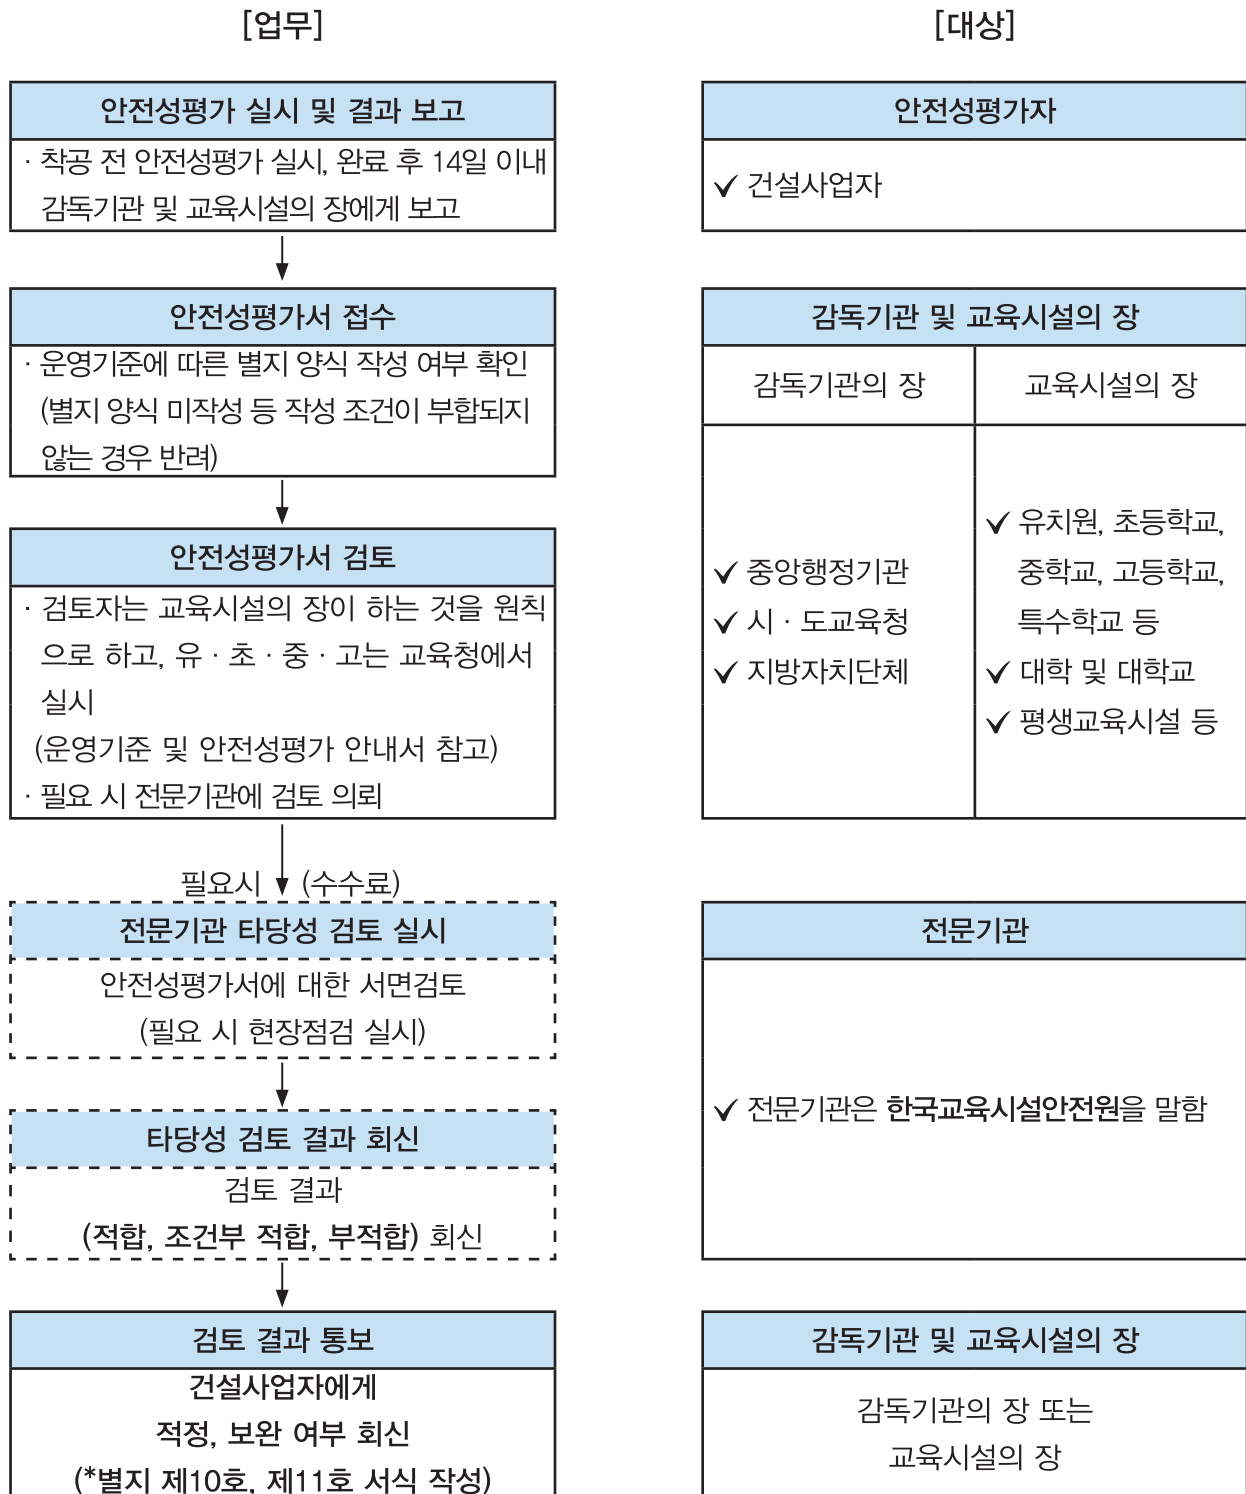 [업무]
[대상]
안전성평가 실시 및 결과 보고
· 착공 전 안전성평가 실시, 완료 후 14일 이내
감독기관 및 교육시설의 장에게 보고
안전성평가자
✓ 건설사업자
안전성평가서 접수
· 운영기준에 따른 별지 양식 작성 여부 확인
(별지 양식 미작성 등 작성 조건이 부합되지
않는 경우 반려)
안전성평가서 검토
· 검토자는 교육시설의 장이 하는 것을 원칙
으로 하고, 유 · 초 · 중 · 고는 교육청에서
실시
(운영기준 및 안전성평가 안내서 참고)
· 필요 시 전문기관에 검토 의뢰
감독기관 및 교육시설의 장
감독기관의 장
교육시설의 장
✓ 중앙행정기관
✓ 시 · 도교육청
✓ 지방자치단체
✓ 유치원, 초등학교,
중학교, 고등학교,
특수학교 등
✓ 대학 및 대학교
✓ 평생교육시설 등
필요시 (수수료)
전문기관 타당성 검토 실시
안전성평가서에 대한 서면검토
(필요 시 현장점검 실시)
타당성 검토 결과 회신
검토 결과
(적합, 조건부 적합, 부적합) 회신
전문기관
✓ 전문기관은 한국교육시설안전원을 말함
검토 결과 통보
건설사업자에게
적정, 보완 여부 회신
(*별지 제10호, 제11호 서식 작성)
감독기관 및 교육시설의 장
감독기관의 장 또는
교육시설의 장